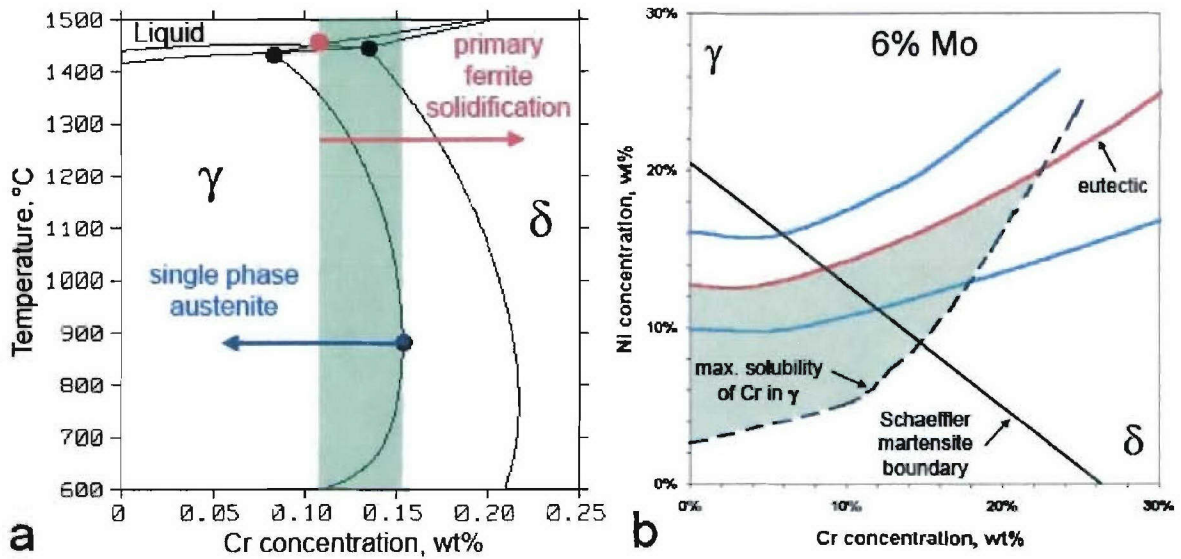 1500
1400
1300
1200
1100
1000
900
800
700
600
Temperature, °C
0
0.05
0.10
0.15
0.20
0.25
Cr concentration, wt%
Liquid
primary
ferrite
solidification
γ
δ
single phase
austenite
a
30%
20%
10%
0%
Ni concentration, wt%
0%
10%
20%
30%
Cr concentration, wt%
γ
6% Mo
eutectic
max. solubility
of Cr in γ
Schaeffler
martensite
boundary
δ
b